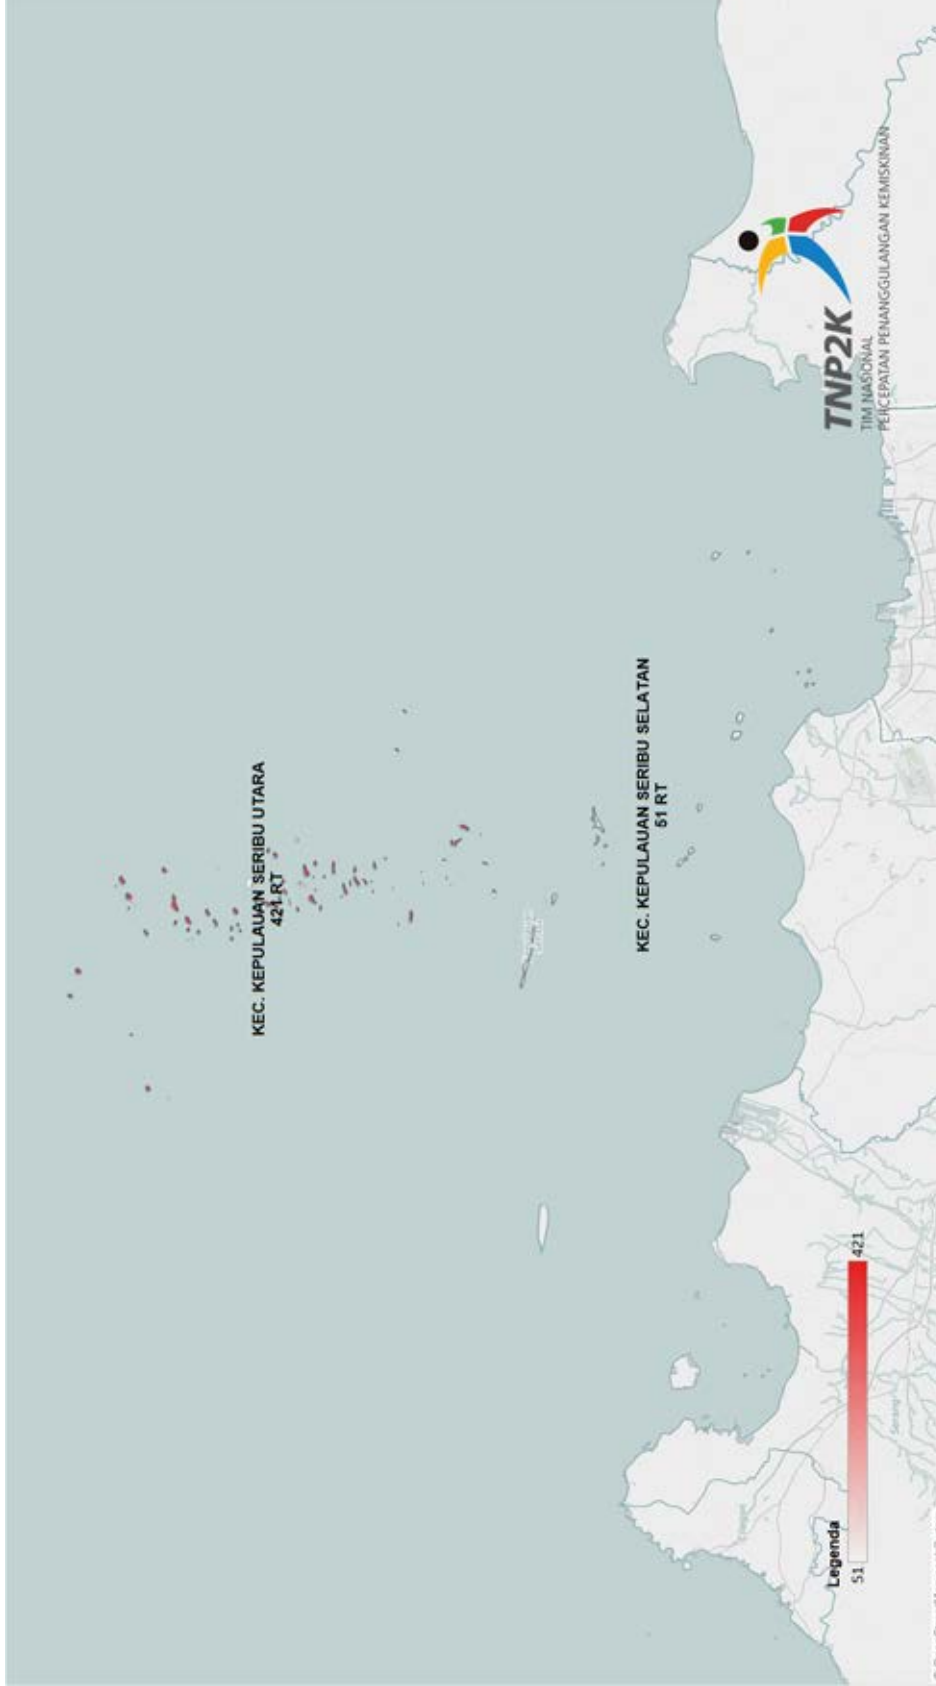 KEC. KEPULAUAN SERIBU UTARA
421 RT
KEC. KEPULAUAN SERIBU SELATAN
51 RT
TNP2K
TIM NASIONAL
PERCEPATAN PENANGGULANGAN KEMISKINAN
Legenda
51
421
Serang